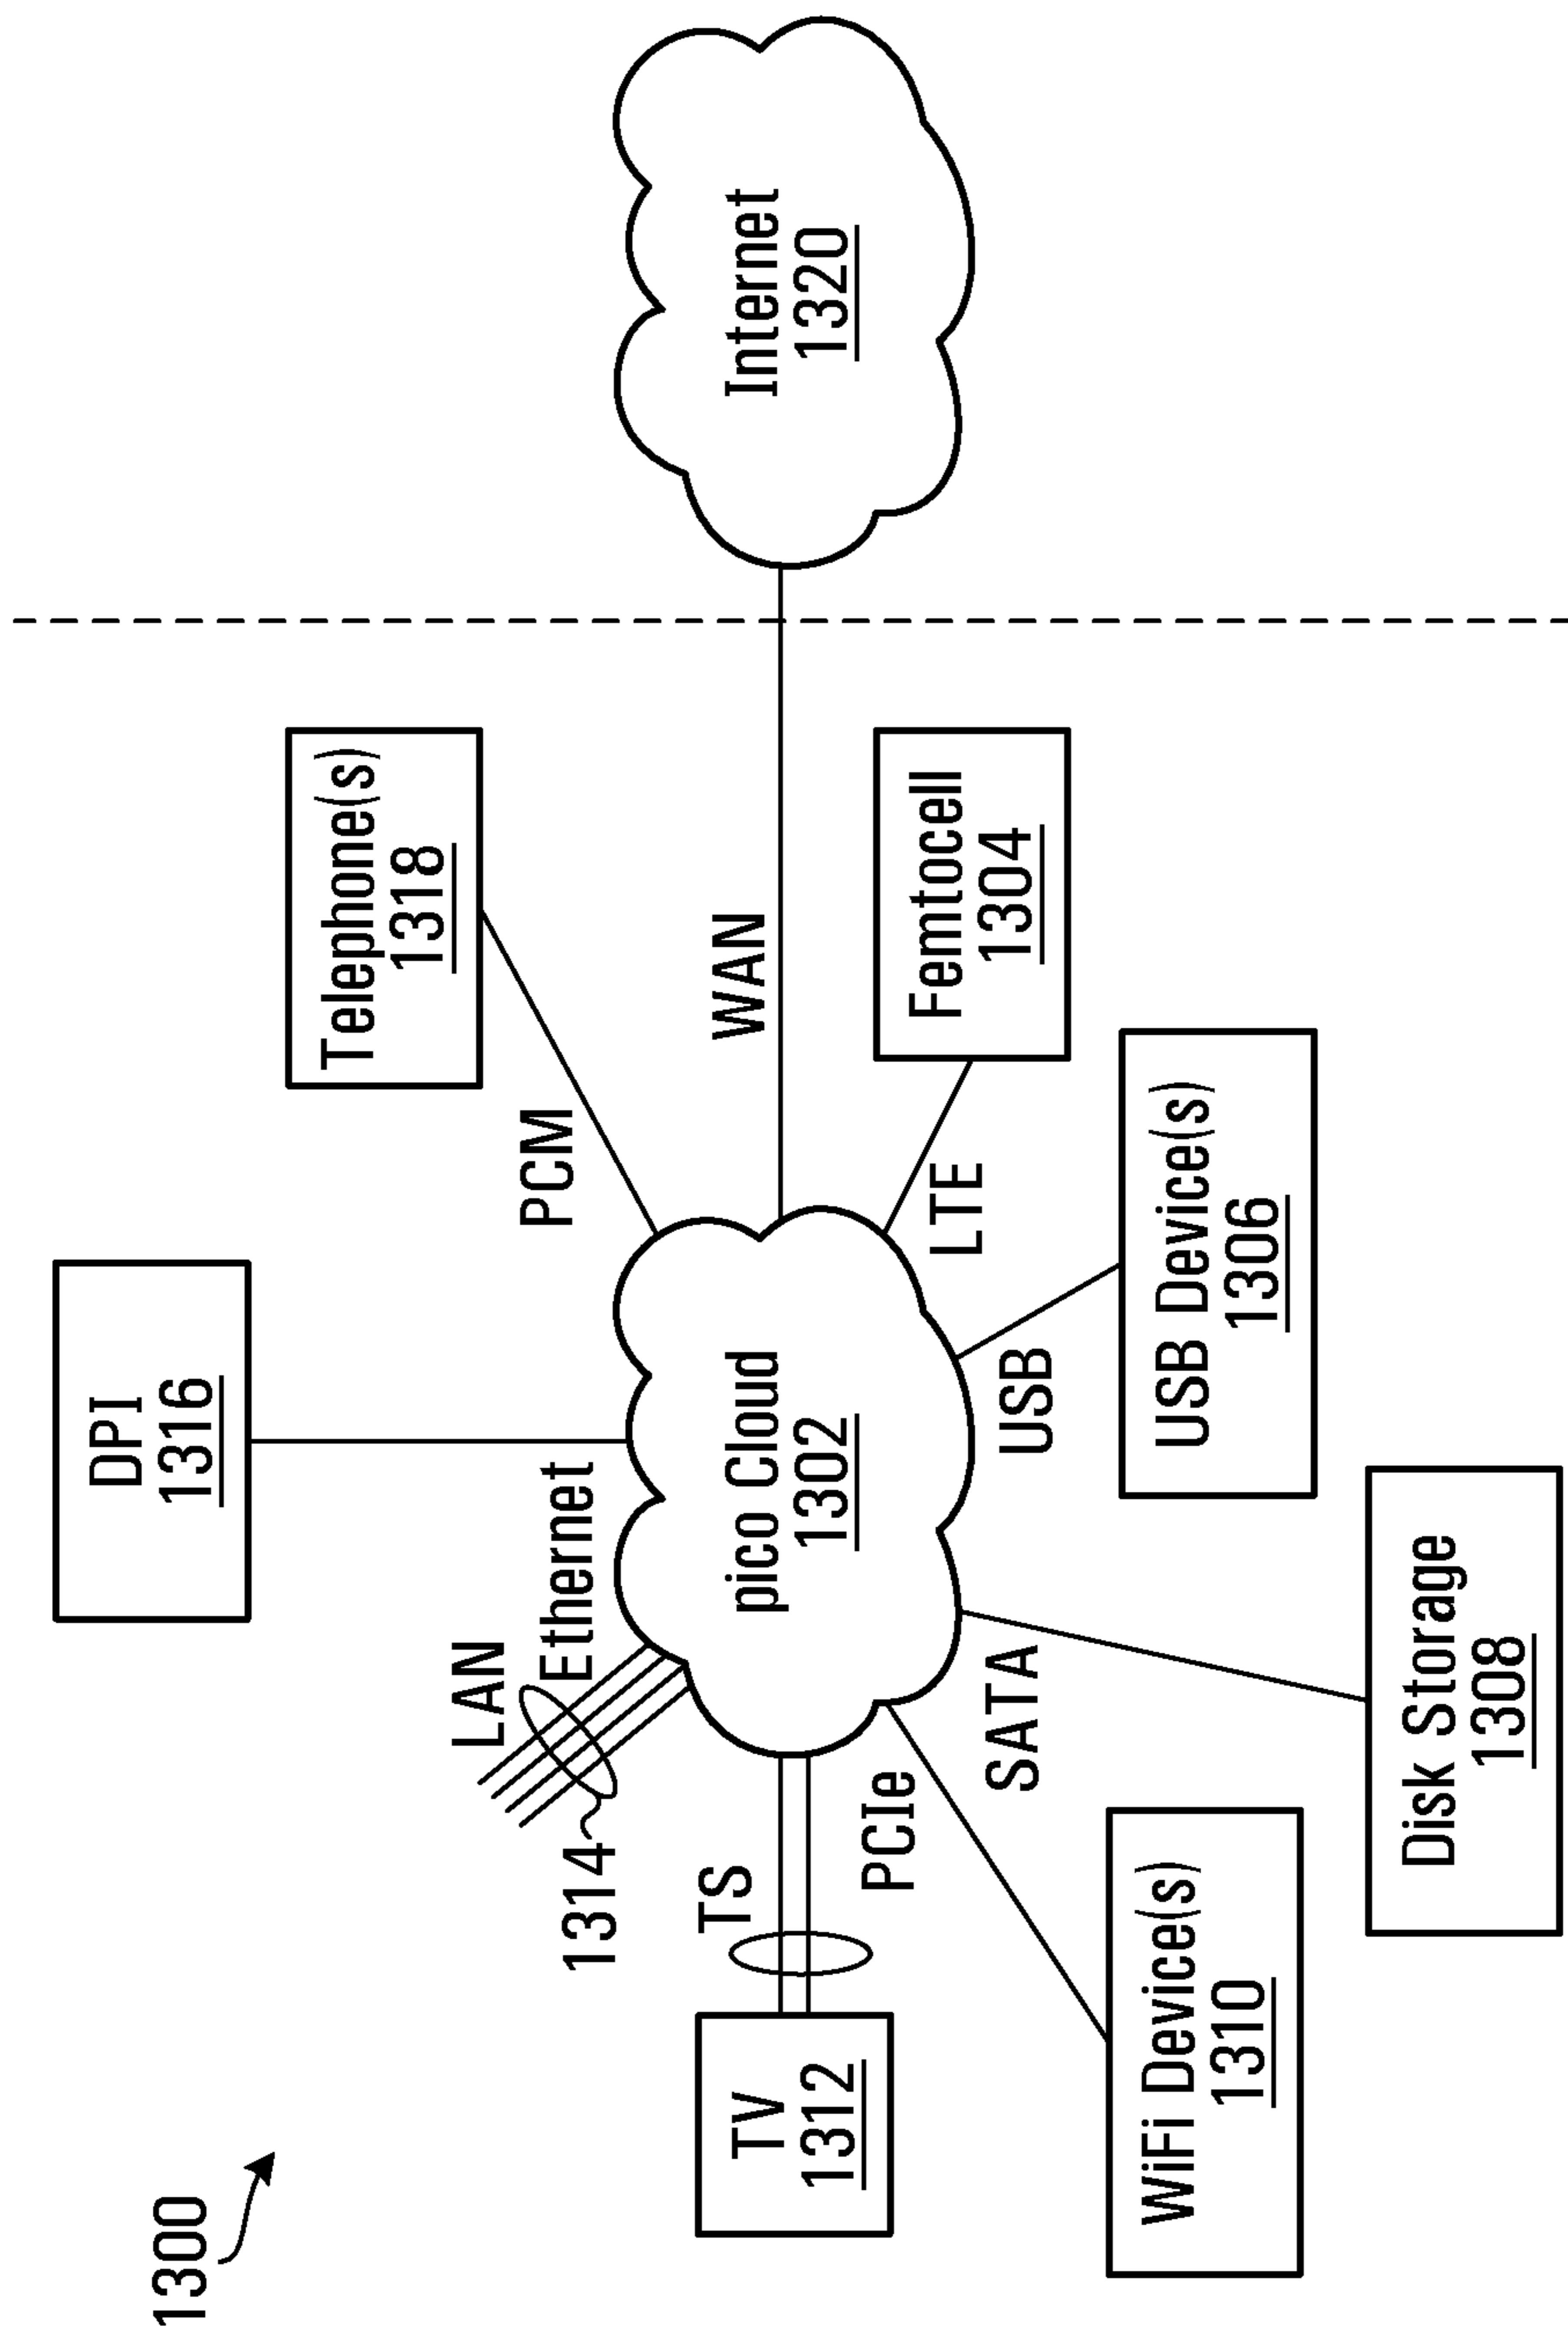 1300
DPI
1316
Telephone(s)
1318
LAN
Ethernet
PCM
1314
TS
WAN
TV
1312
pico Cloud
1302
Internet
1320
PCIe
LTE
Femtocell
1304
SATA
USB
WiFi Device(s)
1310
USB Device(s)
1306
Disk Storage
1308